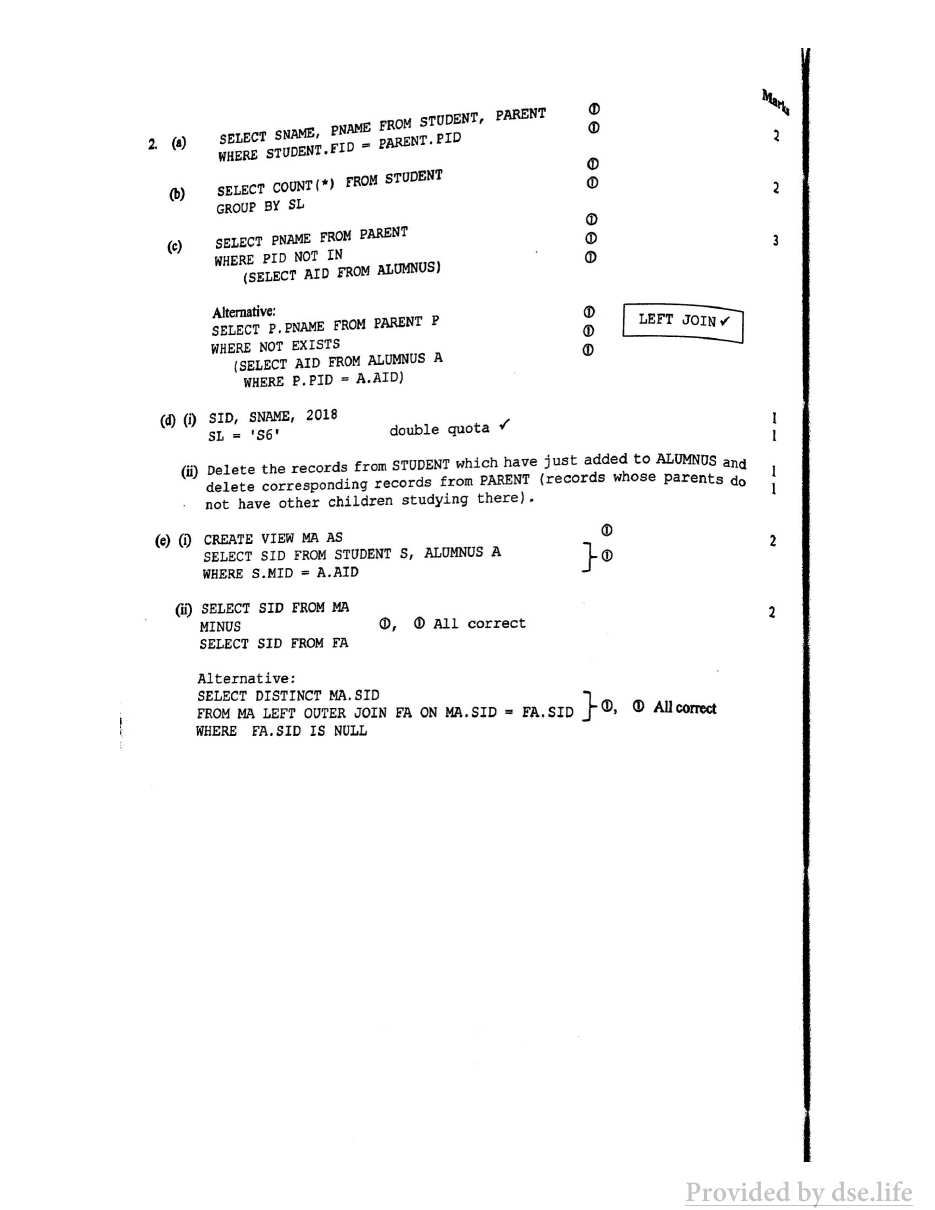 Marks
2. (a) SELECT SNAME, PNAME FROM STUDENT, PARENT ①
WHERE STUDENT.FID = PARENT.PID ① 2
(b) SELECT COUNT(*) FROM STUDENT ①
GROUP BY SL ① 2
(c) SELECT PNAME FROM PARENT ①
WHERE PID NOT IN ① 3
(SELECT AID FROM ALUMNUS) ①
Alternative:
SELECT P.PNAME FROM PARENT P ① LEFT JOIN ✓
WHERE NOT EXISTS ①
(SELECT AID FROM ALUMNUS A ①
WHERE P.PID = A.AID)
(d) (i) SID, SNAME, 2018 1
SL = 'S6' double quota ✓ 1
(ii) Delete the records from STUDENT which have just added to ALUMNUS and 1
delete corresponding records from PARENT (records whose parents do 1
not have other children studying there).
(e) (i) CREATE VIEW MA AS ① 2
SELECT SID FROM STUDENT S, ALUMNUS A } ①
WHERE S.MID = A.AID
(ii) SELECT SID FROM MA 2
MINUS ①, ① All correct
SELECT SID FROM FA
Alternative:
SELECT DISTINCT MA.SID
FROM MA LEFT OUTER JOIN FA ON MA.SID = FA.SID } ①, ① All correct
WHERE FA.SID IS NULL
Provided by dse.life